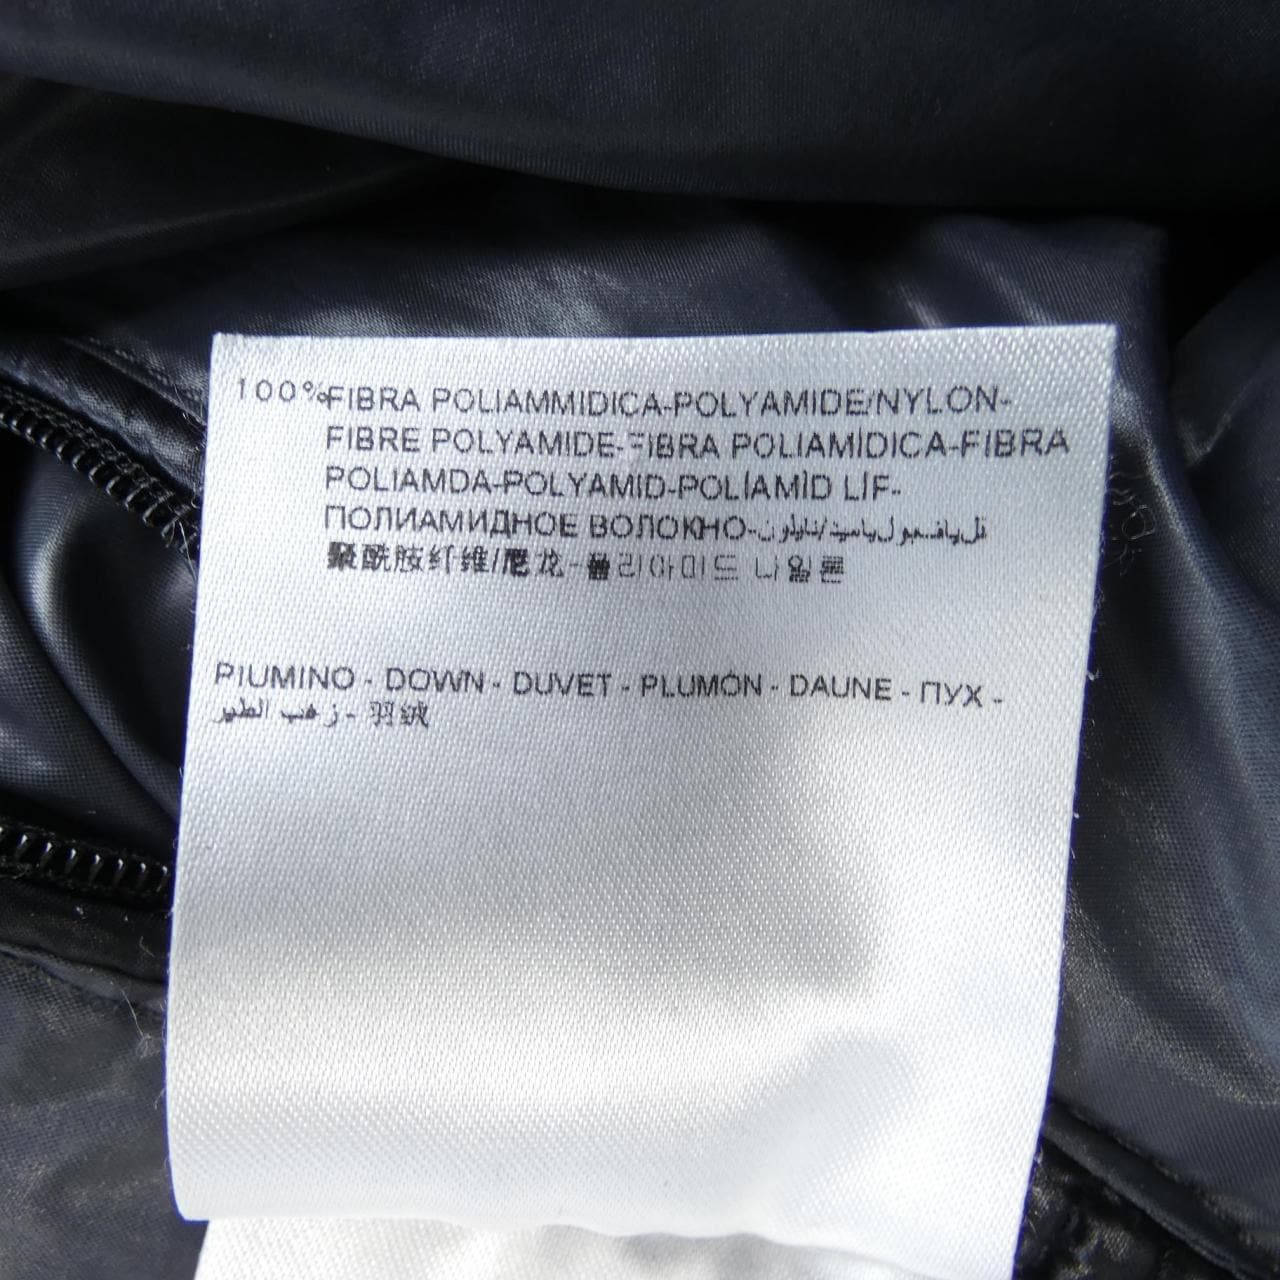 100%FIBRA POLIAMMIDICA-POLYAMIDE/NYLON-
FIBRE POLYAMIDE-FIBRA POLIAMÍDICA-FIBRA
POLIAMDA-POLYAMID-POLİAMİD LİF-
ПОЛИАМИДНОЕ ВОЛОКНО-
聚酰胺纤维/尼龙-폴리아미드 나일론
PIUMINO - DOWN - DUVET - PLUMÓN - DAUNE - ПУХ -
زغب الطير - 羽绒